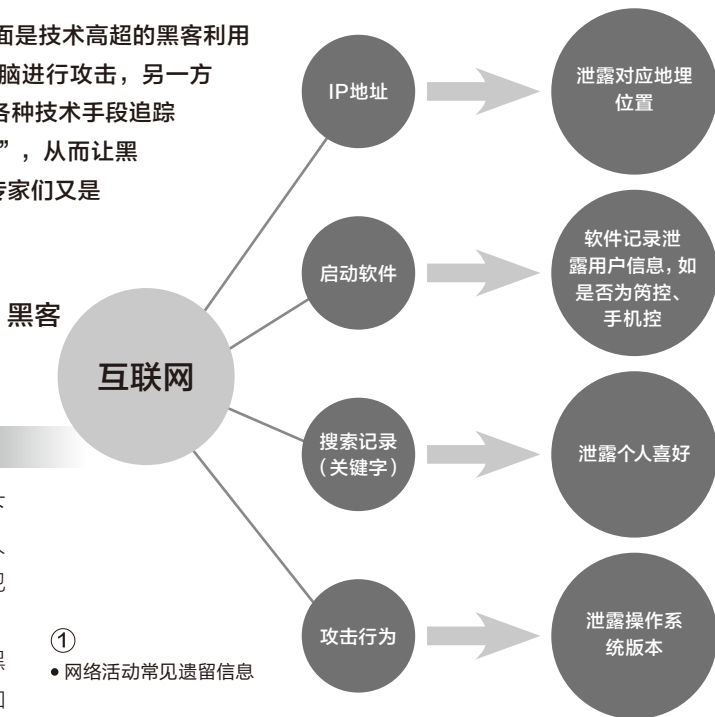 面是技术高超的黑客利用
脑进行攻击，另一方
各种技术手段追踪
”，从而让黑
专家们又是
黑客
互联网
IP地址
泄露对应地埋
位置
启动软件
软件记录泄
露用户信息，如
是否为笍控、
手机控
搜索记录
（关键字）
泄露个人喜好
攻击行为
泄露操作系
统版本
①
• 网络活动常见遗留信息